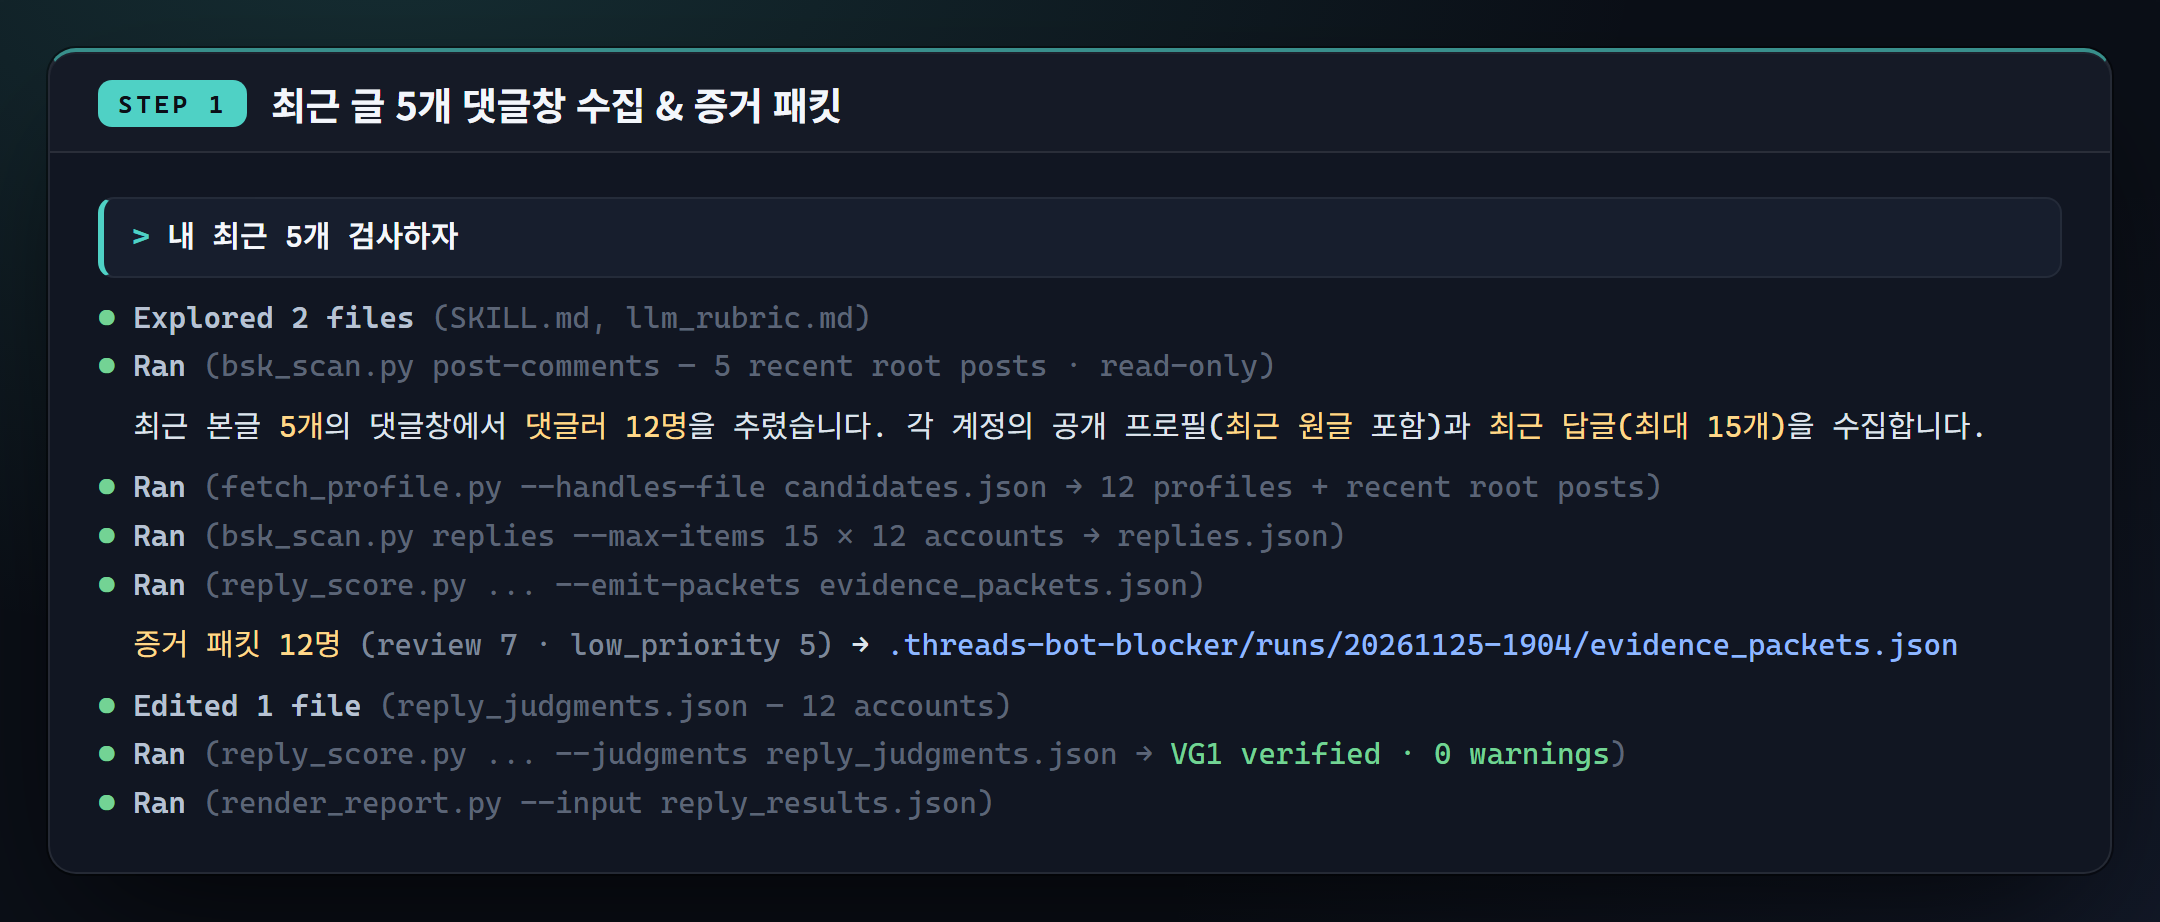 STEP 1 최근 글 5개 댓글창 수집 & 증거 패킷
> 내 최근 5개 검사하자
● Explored 2 files (SKILL.md, llm_rubric.md)
● Ran (bsk_scan.py post-comments — 5 recent root posts · read-only)
최근 본글 5개의 댓글창에서 댓글러 12명을 추렸습니다. 각 계정의 공개 프로필(최근 원글 포함)과 최근 답글(최대 15개)을 수집합니다.
● Ran (fetch_profile.py --handles-file candidates.json → 12 profiles + recent root posts)
● Ran (bsk_scan.py replies --max-items 15 × 12 accounts → replies.json)
● Ran (reply_score.py ... --emit-packets evidence_packets.json)
증거 패킷 12명 (review 7 · low_priority 5) → .threads-bot-blocker/runs/20261125-1904/evidence_packets.json
● Edited 1 file (reply_judgments.json — 12 accounts)
● Ran (reply_score.py ... --judgments reply_judgments.json → VG1 verified · 0 warnings)
● Ran (render_report.py --input reply_results.json)